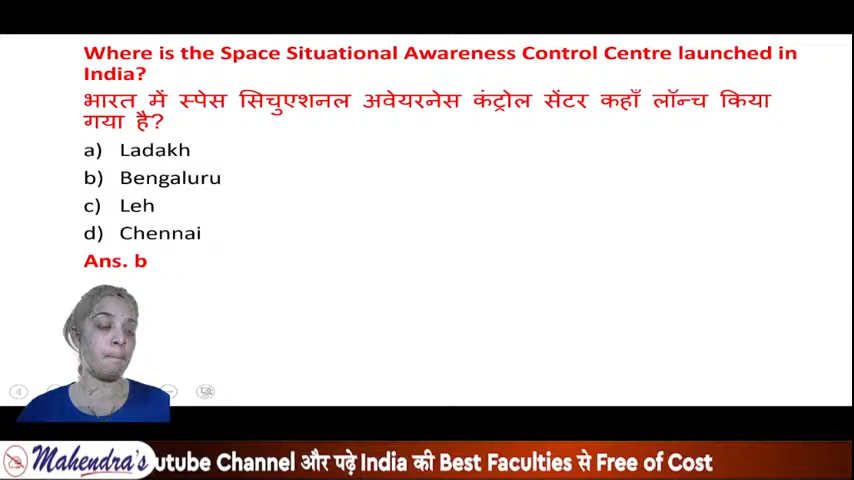 Where is the Space Situational Awareness Control Centre launched in
India?
भारत में स्पेस सिचुएशनल अवेयरनेस कंट्रोल सेंटर कहाँ लॉन्च किया
गया है?
a) Ladakh
b) Bengaluru
c) Leh
d) Chennai
Ans. b
Mahendra's utube Channel और पढ़े India की Best Faculties से Free of Cost